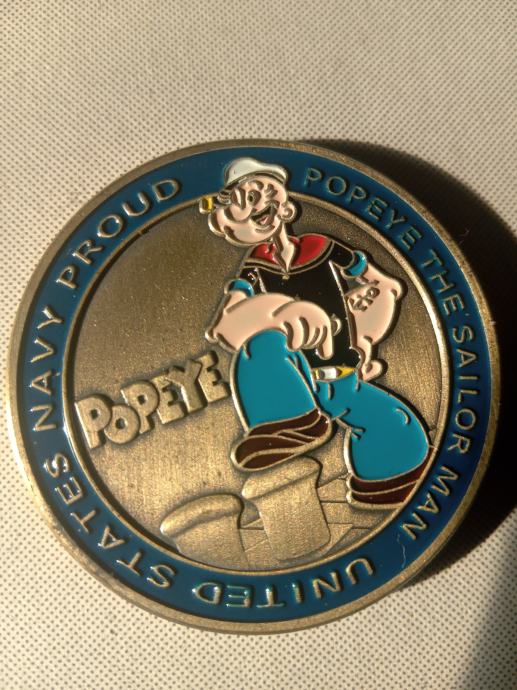 POPEYE THE SAILOR MAN
UNITED STATES NAVY PROUD
POPEYE